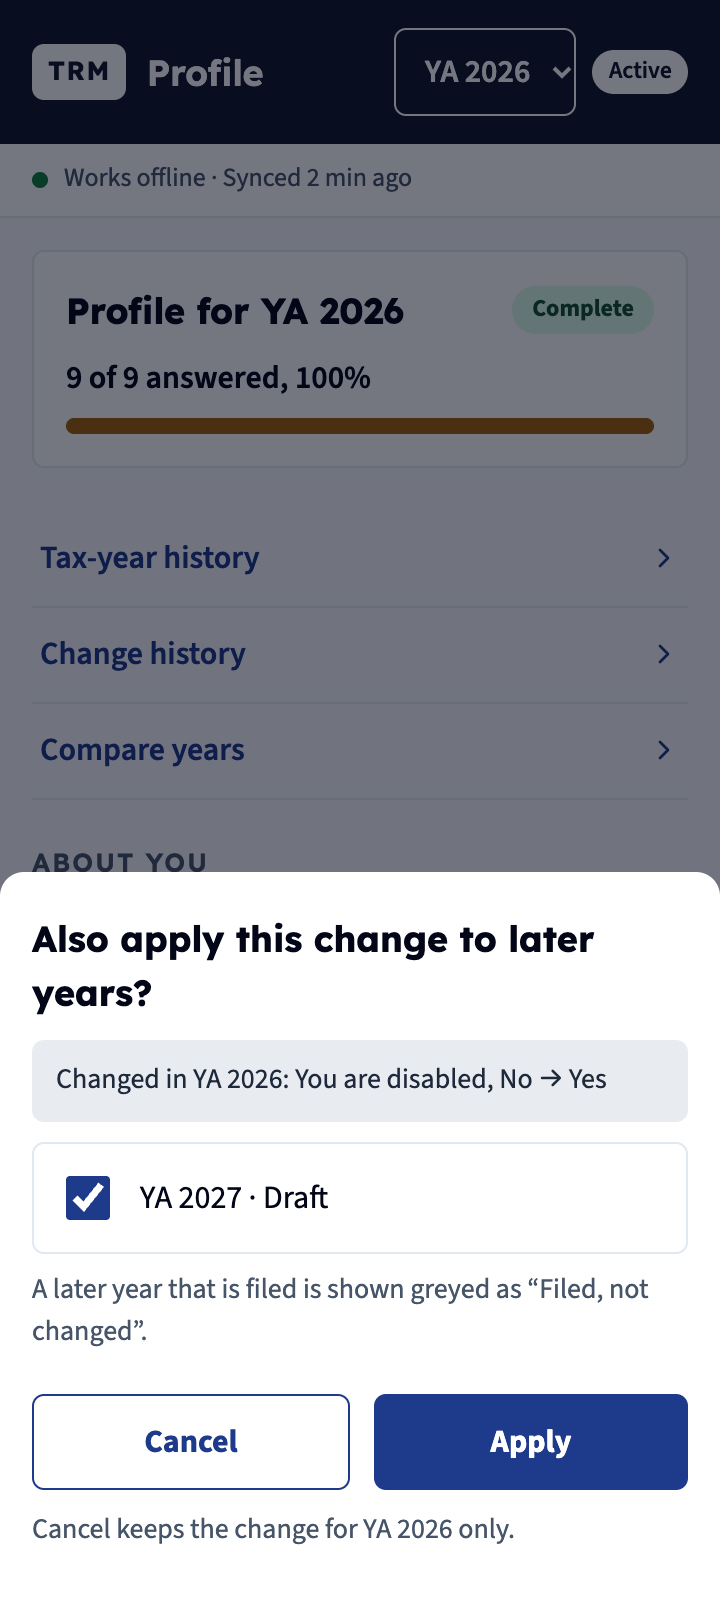 TRM
Profile
YA 2026
Active
Works offline · Synced 2 min ago
Profile for YA 2026
Complete
9 of 9 answered, 100%
Tax-year history
Change history
Compare years
ABOUT YOU
Also apply this change to later
years?
Changed in YA 2026: You are disabled, No → Yes
YA 2027 · Draft
A later year that is filed is shown greyed as “Filed, not
changed”.
Cancel
Apply
Cancel keeps the change for YA 2026 only.